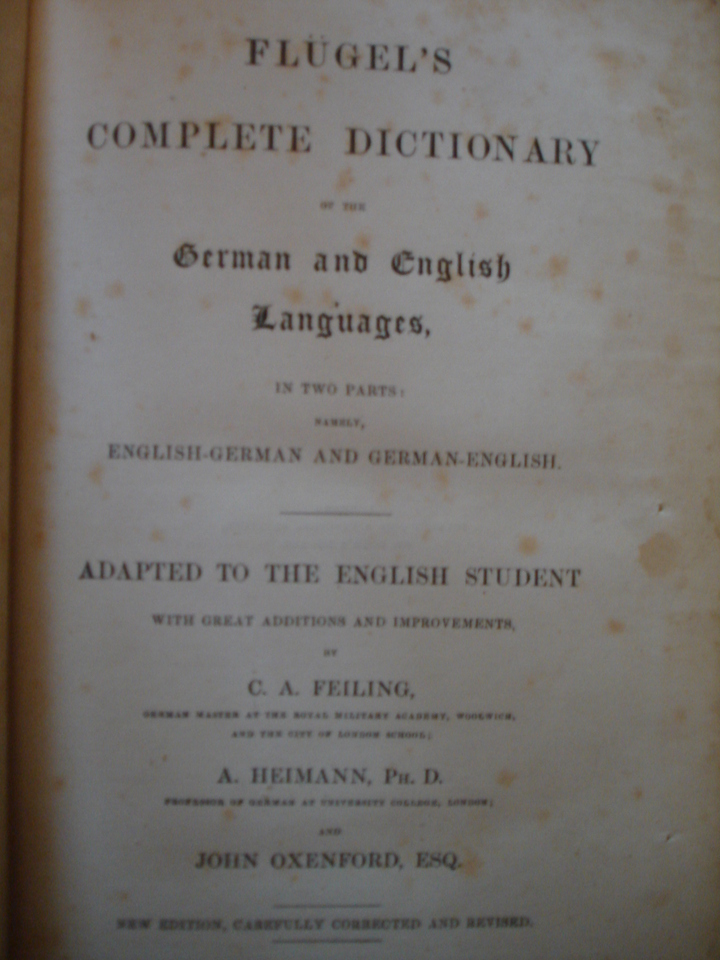 FLÜGEL'S
COMPLETE DICTIONARY
OF THE
German and English
Languages,
IN TWO PARTS:
NAMELY,
ENGLISH-GERMAN AND GERMAN-ENGLISH.
ADAPTED TO THE ENGLISH STUDENT
WITH GREAT ADDITIONS AND IMPROVEMENTS,
BY
C. A. FEILING,
GERMAN MASTER AT THE ROYAL MILITARY ACADEMY, WOOLWICH,
AND THE CITY OF LONDON SCHOOL;
A. HEIMANN, PH. D.
PROFESSOR OF GERMAN AT UNIVERSITY COLLEGE, LONDON;
AND
JOHN OXENFORD, ESQ.
NEW EDITION, CAREFULLY CORRECTED AND REVISED.